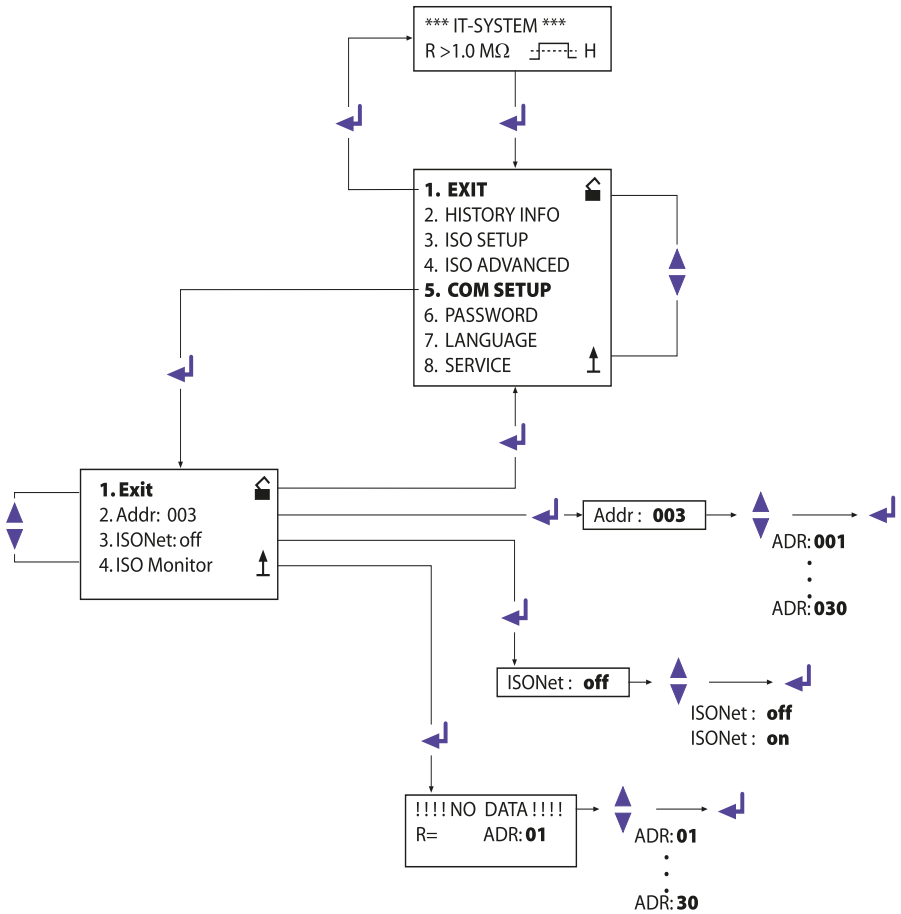 *** IT-SYSTEM ***
R >1.0 MΩ H
1. EXIT
2. HISTORY INFO
3. ISO SETUP
4. ISO ADVANCED
5. COM SETUP
6. PASSWORD
7. LANGUAGE
8. SERVICE
1. Exit
2. Addr: 003
3. ISONet: off
4. ISO Monitor
Addr : 003
ADR: 001
ADR: 030
ISONet : off
ISONet : off
ISONet : on
!!!! NO DATA !!!!
R= ADR: 01
ADR: 01
ADR: 30